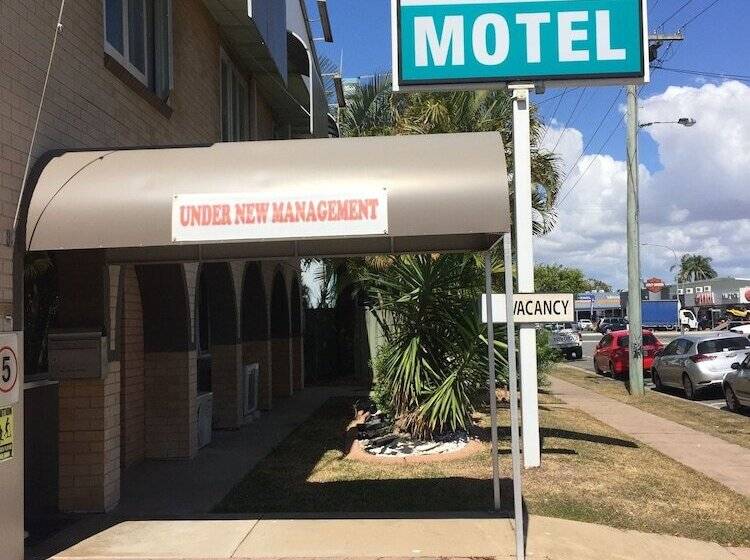 MOTEL
UNDER NEW MANAGEMENT
VACANCY
5